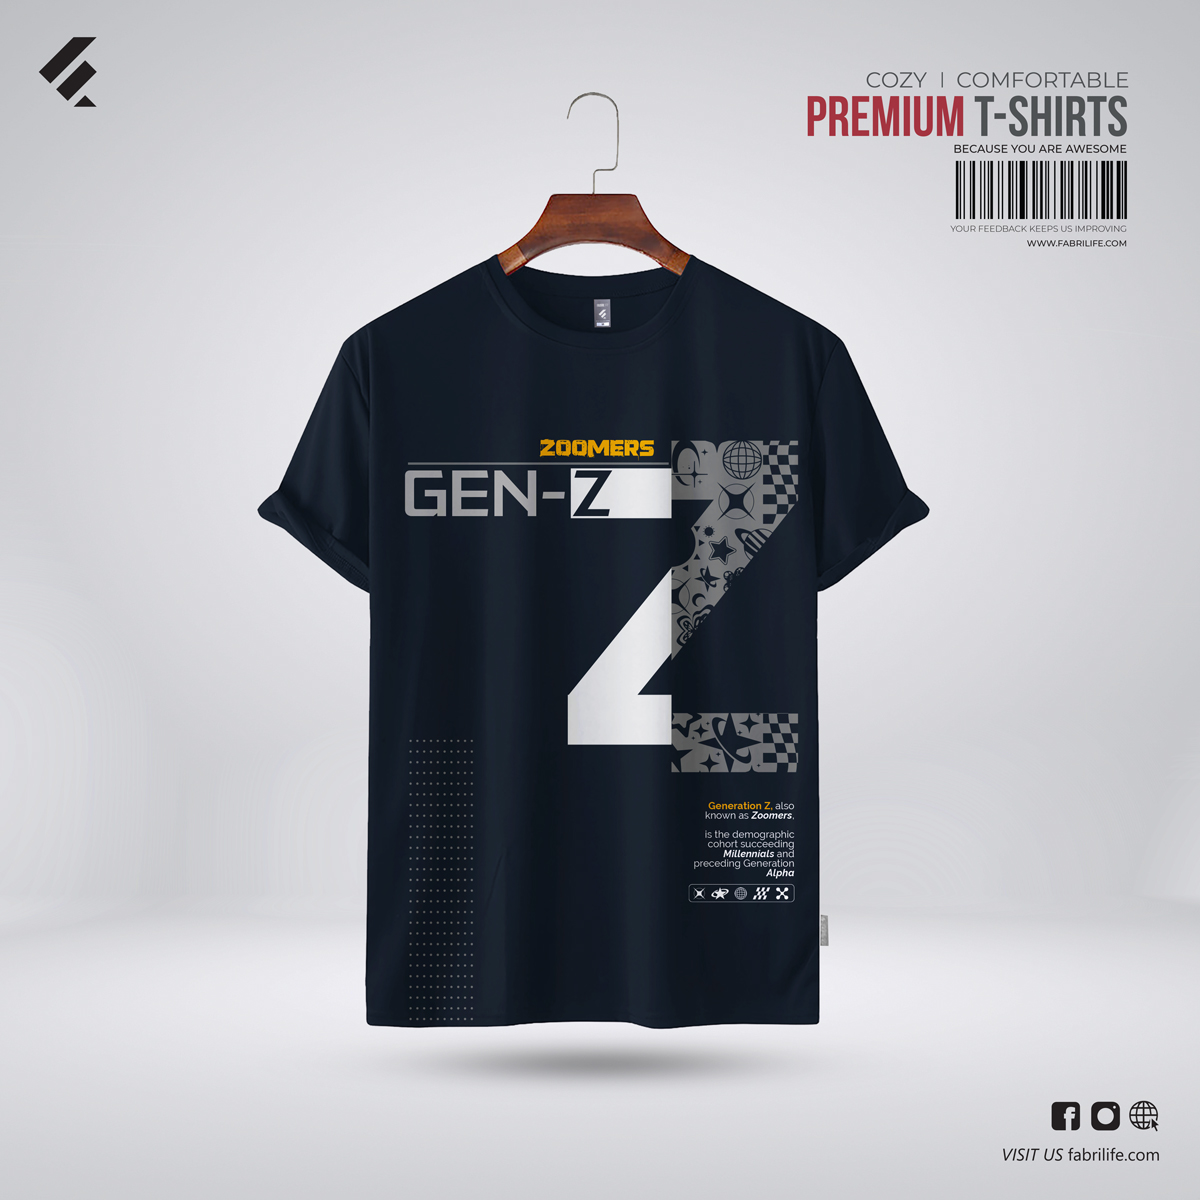 COZY | COMFORTABLE
PREMIUM T-SHIRTS
BECAUSE YOU ARE AWESOME
YOUR FEEDBACK KEEPS US IMPROVING
WWW.FABRILIFE.COM
ZOOMERS
GEN-Z
Z
Generation Z, also
known as Zoomers,
is the demographic
cohort succeeding
Millennials and
preceding Generation
Alpha
VISIT US fabrilife.com